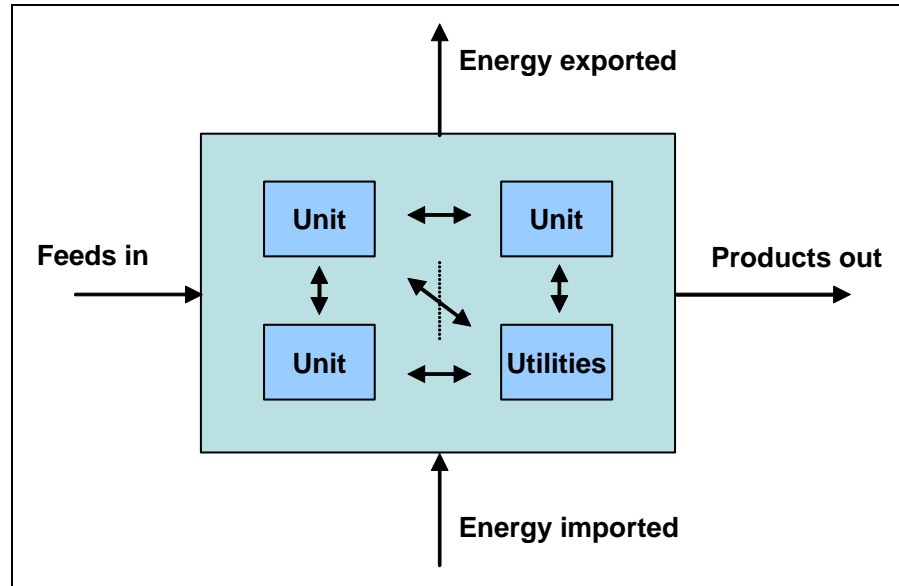 Energy exported
Unit
Unit
Feeds in
Products out
Unit
Utilities
Energy imported